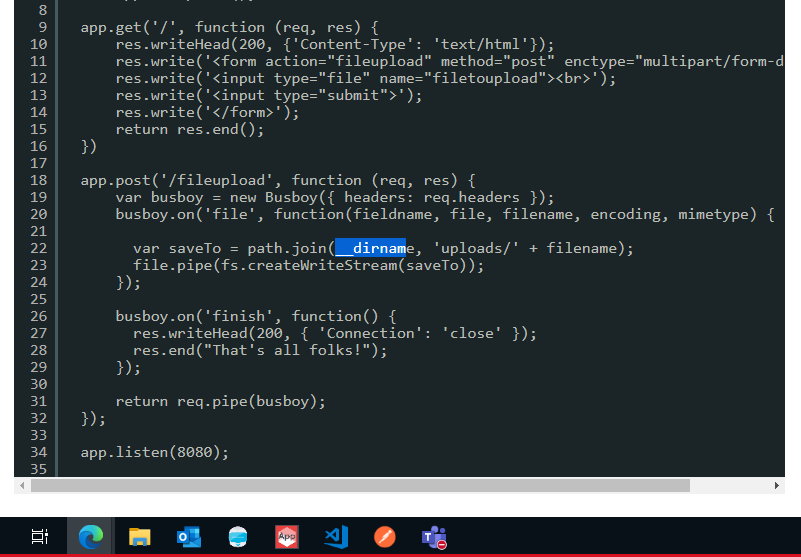 8
9 app.get('/', function (req, res) {
10 res.writeHead(200, {'Content-Type': 'text/html'});
11 res.write('<form action="fileupload" method="post" enctype="multipart/form-d
12 res.write('<input type="file" name="filetoupload"><br>');
13 res.write('<input type="submit">');
14 res.write('</form>');
15 return res.end();
16 })
17
18 app.post('/fileupload', function (req, res) {
19 var busboy = new Busboy({ headers: req.headers });
20 busboy.on('file', function(fieldname, file, filename, encoding, mimetype) {
21
22 var saveTo = path.join(__dirname, 'uploads/' + filename);
23 file.pipe(fs.createWriteStream(saveTo));
24 });
25
26 busboy.on('finish', function() {
27 res.writeHead(200, { 'Connection': 'close' });
28 res.end("That's all folks!");
29 });
30
31 return req.pipe(busboy);
32 });
33
34 app.listen(8080);
35
App